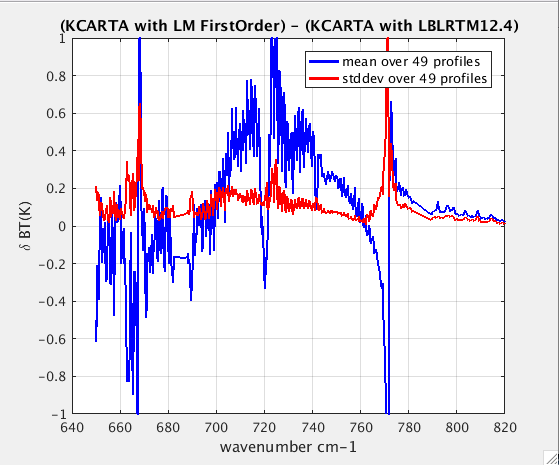 (KCARTA with LM FirstOrder) - (KCARTA with LBLRTM12.4)
mean over 49 profiles
stddev over 49 profiles
δ BT(K)
1
0.8
0.6
0.4
0.2
0
-0.2
-0.4
-0.6
-0.8
-1
640 660 680 700 720 740 760 780 800 820
wavenumber cm-1